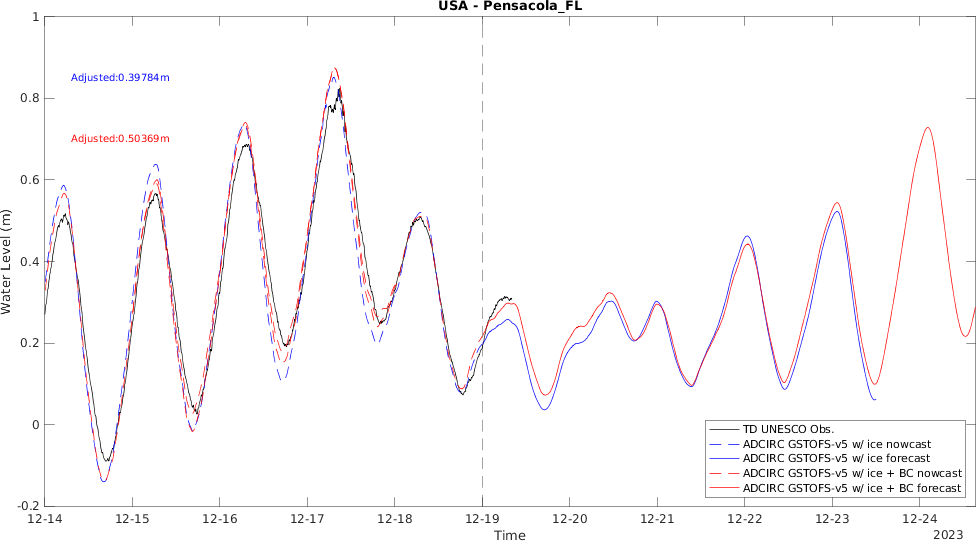 USA - Pensacola_FL
1
0.8
0.6
0.4
0.2
0
-0.2
Water Level (m)
Adjusted:0.39784m
Adjusted:0.50369m
TD UNESCO Obs.
ADCIRC GSTOFS-v5 w/ ice nowcast
ADCIRC GSTOFS-v5 w/ ice forecast
ADCIRC GSTOFS-v5 w/ ice + BC nowcast
ADCIRC GSTOFS-v5 w/ ice + BC forecast
12-14 12-15 12-16 12-17 12-18 12-19 12-20 12-21 12-22 12-23 12-24
Time
2023